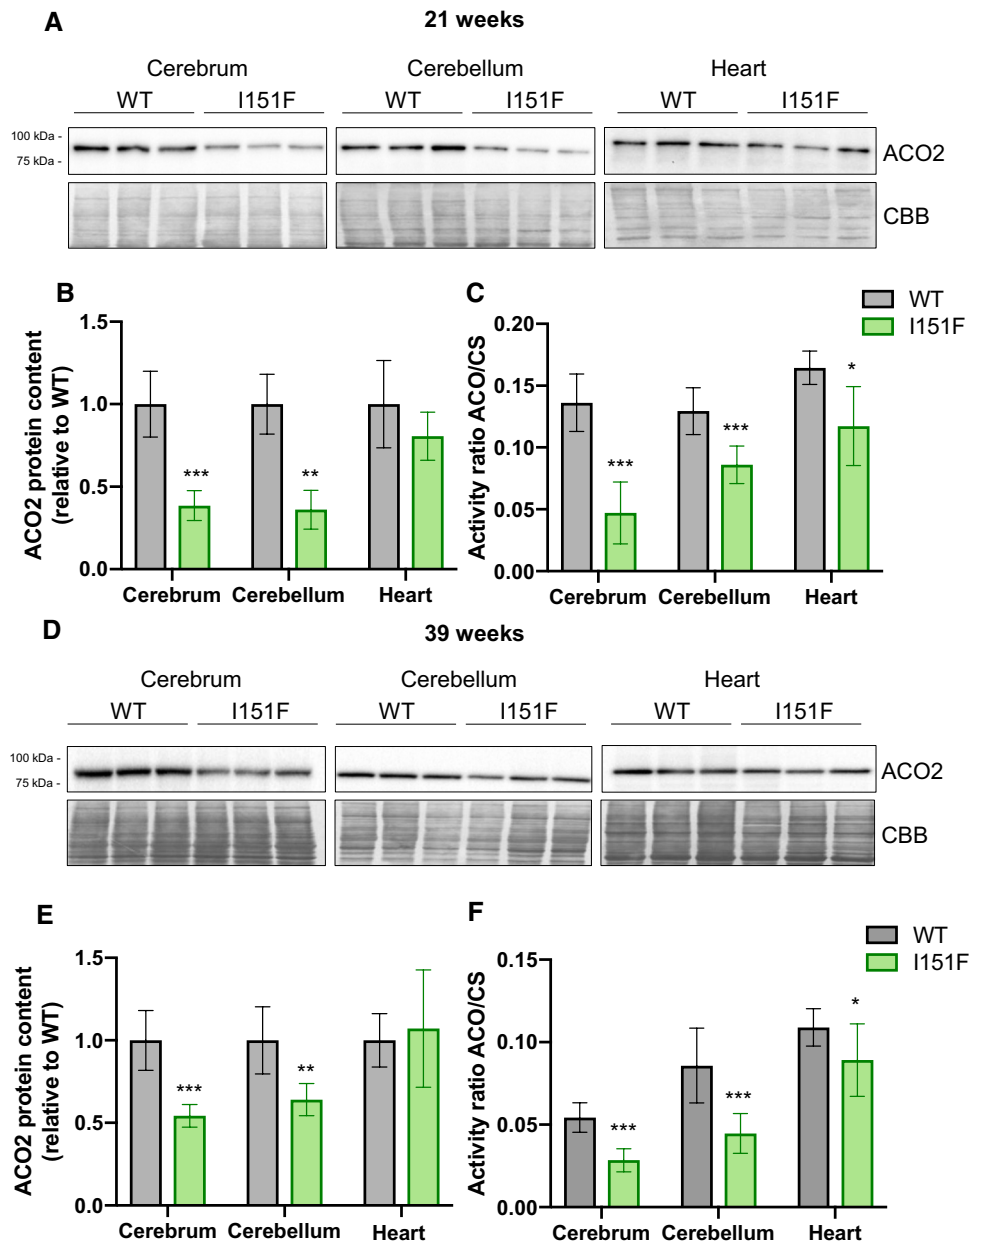 A
21 weeks
Cerebrum
Cerebellum
Heart
WT
I151F
WT
I151F
WT
I151F
100 kDa -
75 kDa -
ACO2
CBB
B
ACO2 protein content
(relative to WT)
1.5
1.0
0.5
0.0
***
**
Cerebrum
Cerebellum
Heart
C
WT
I151F
Activity ratio ACO/CS
0.20
0.15
0.10
0.05
0.00
***
***
*
Cerebrum
Cerebellum
Heart
D
39 weeks
Cerebrum
Cerebellum
Heart
WT
I151F
WT
I151F
WT
I151F
100 kDa -
75 kDa -
ACO2
CBB
E
ACO2 protein content
(relative to WT)
1.5
1.0
0.5
0.0
***
**
Cerebrum
Cerebellum
Heart
F
WT
I151F
Activity ratio ACO/CS
0.15
0.10
0.05
0.00
***
***
*
Cerebrum
Cerebellum
Heart